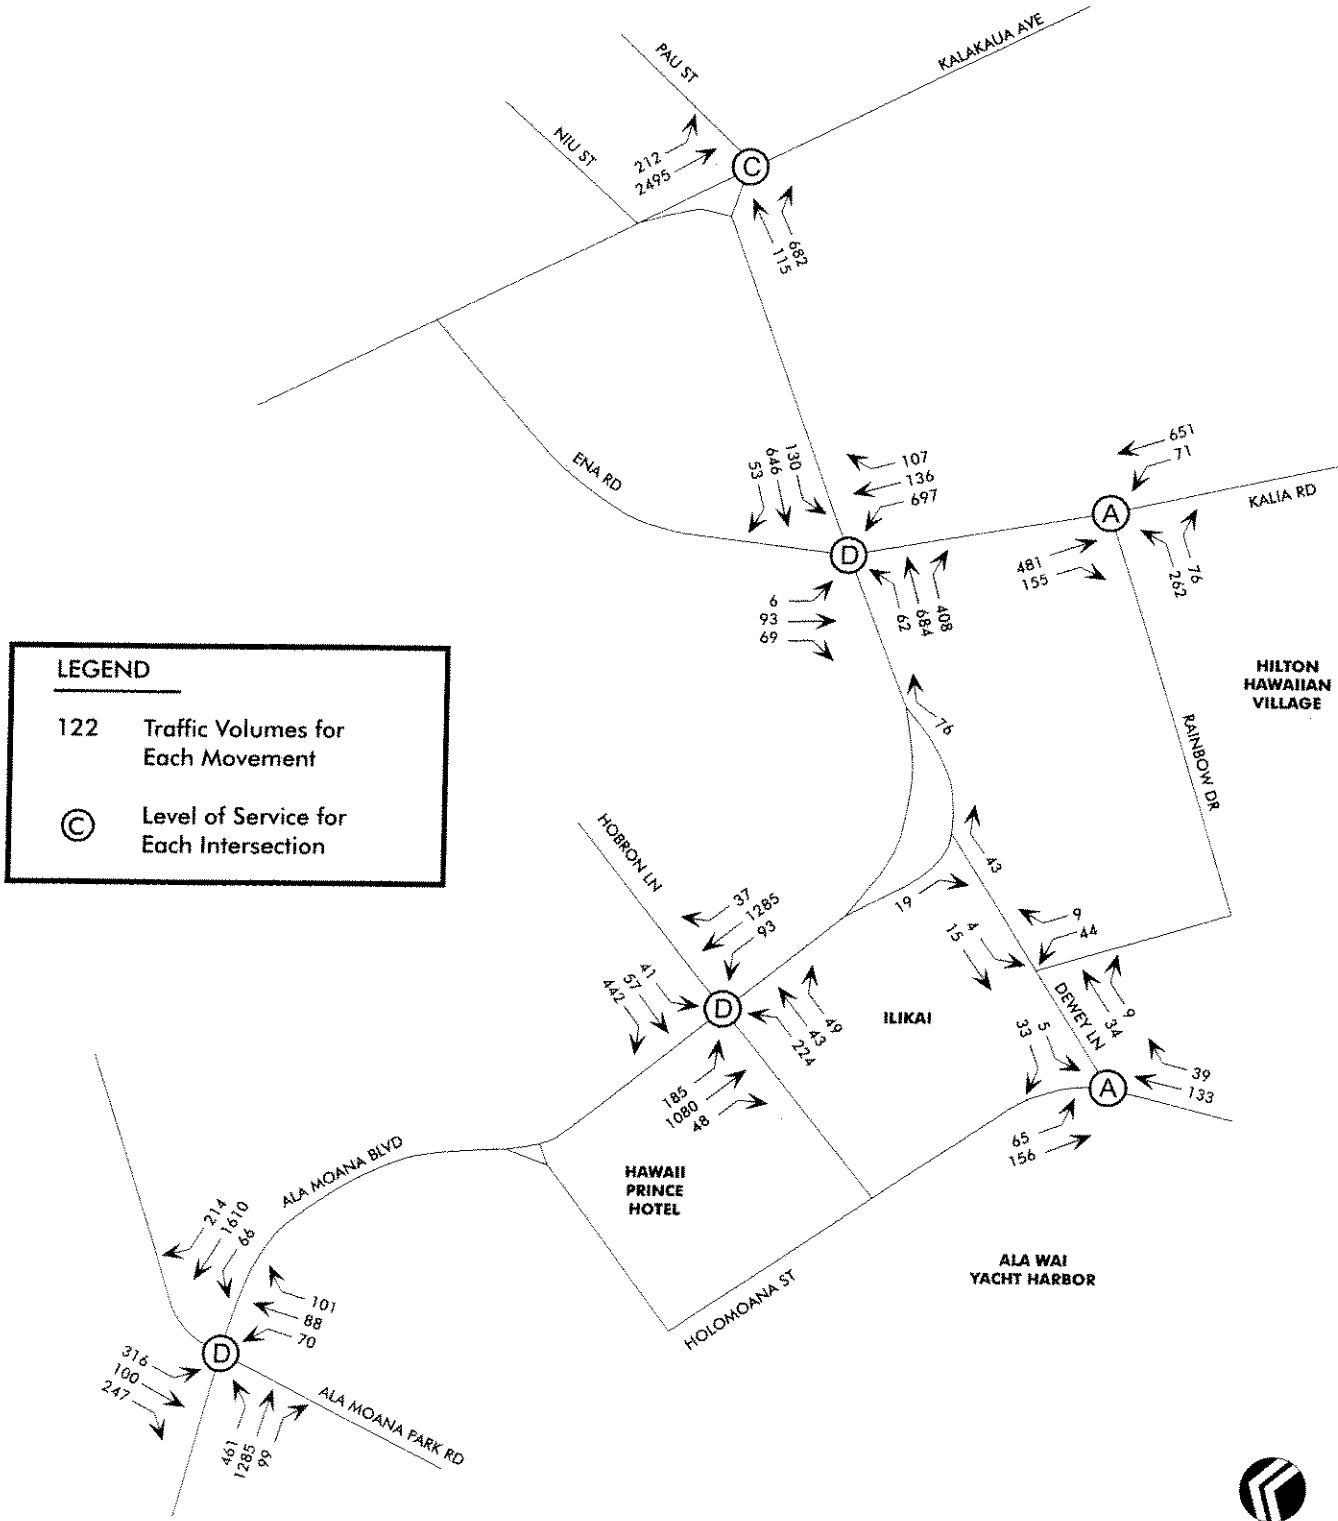 KALAKAUA AVE
PAU ST
NIU ST
212
2495
C
682
115
ENA RD
53
646
130
107
136
697
651
71
KALIA RD
A
D
481
155
76
262
6
93
69
62
684
408
LEGEND
122 Traffic Volumes for
Each Movement
C Level of Service for
Each Intersection
HILTON
HAWAIIAN
VILLAGE
76
RAINBOW DR
HOBRON LN
43
19
37
1285
93
4
15
9
44
41
57
442
D
ILIKAI
49
43
224
DEWEY LN
9
34
33
5
39
133
A
185
1080
48
65
156
ALA MOANA BLVD
HAWAII
PRINCE
HOTEL
214
1610
66
ALA WAI
YACHT HARBOR
HOLOMOANA ST
101
88
70
D
316
100
247
ALA MOANA PARK RD
461
1285
99